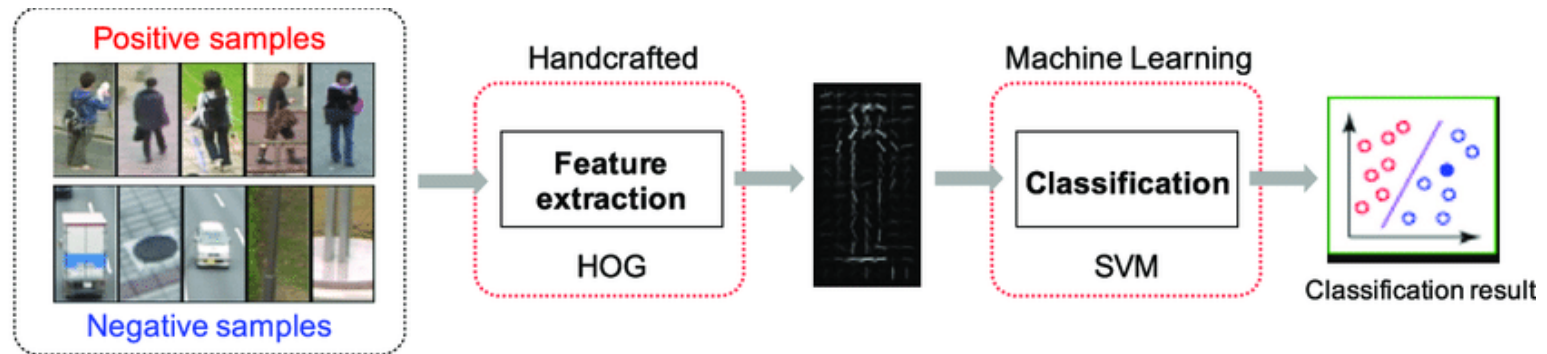 Positive samples
Negative samples
Handcrafted
Feature
extraction
HOG
Machine Learning
Classification
SVM
Classification result